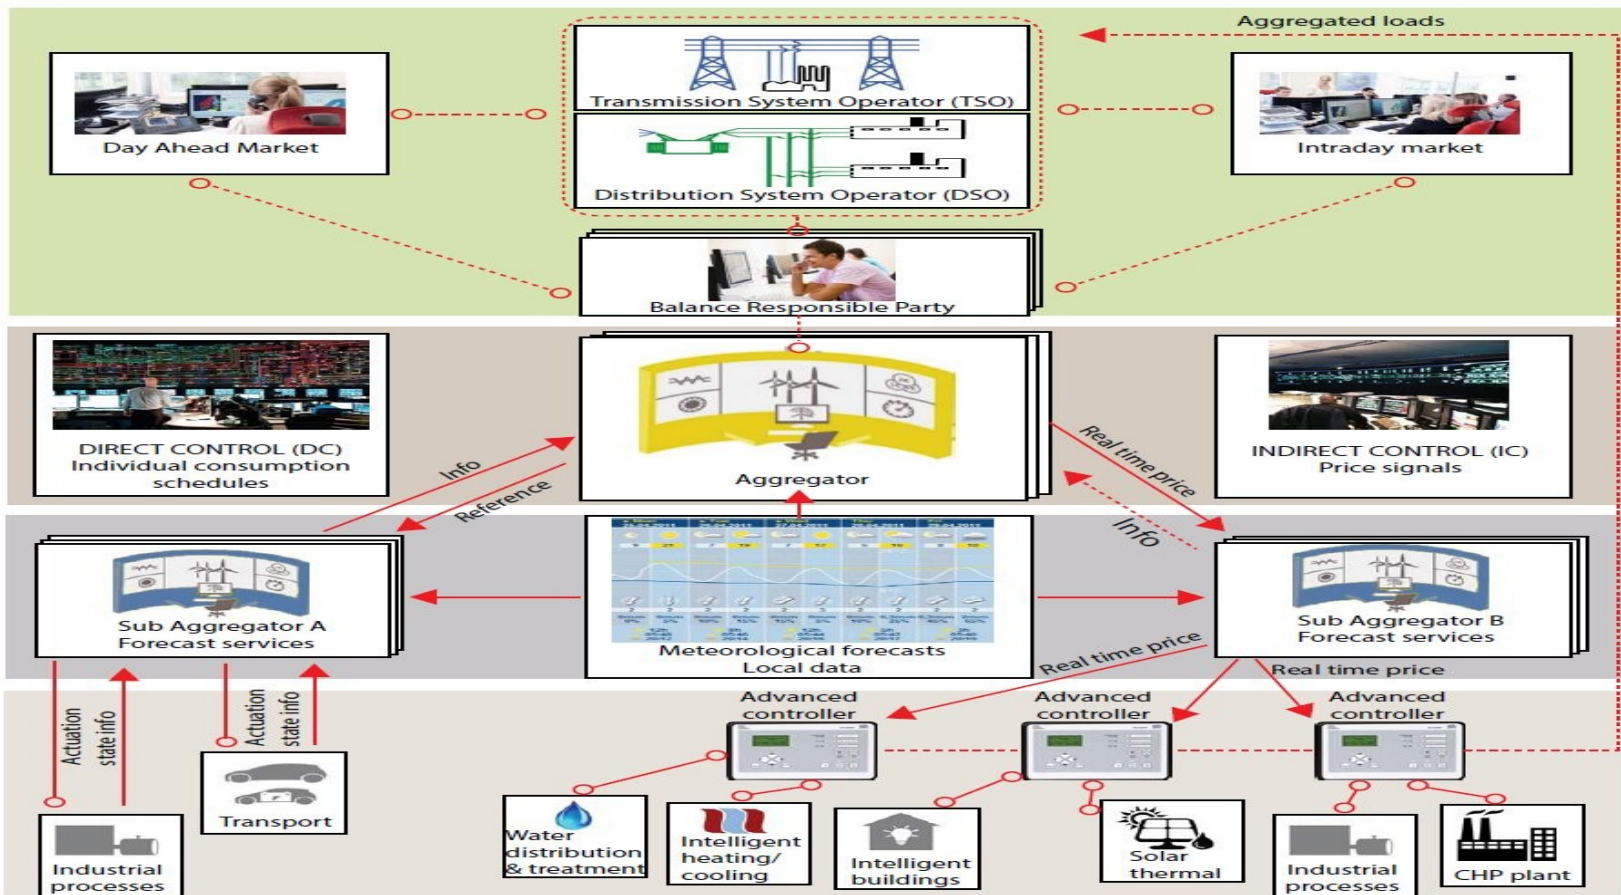 Aggregated loads
Transmission System Operator (TSO)
Day Ahead Market
Intraday market
Distribution System Operator (DSO)
Balance Responsible Party
DIRECT CONTROL (DC)
Individual consumption
schedules
Info
Reference
Aggregator
Real time price
Info
INDIRECT CONTROL (IC)
Price signals
Sub Aggregator A
Forecast services
Meteorological forecasts
Local data
Sub Aggregator B
Forecast services
Real time price
Real time price
Actuation
state info
Actuation
state info
Advanced
controller
Advanced
controller
Advanced
controller
Transport
Industrial
processes
Water
distribution
& treatment
Intelligent
heating/
cooling
Intelligent
buildings
Solar
thermal
Industrial
processes
CHP plant